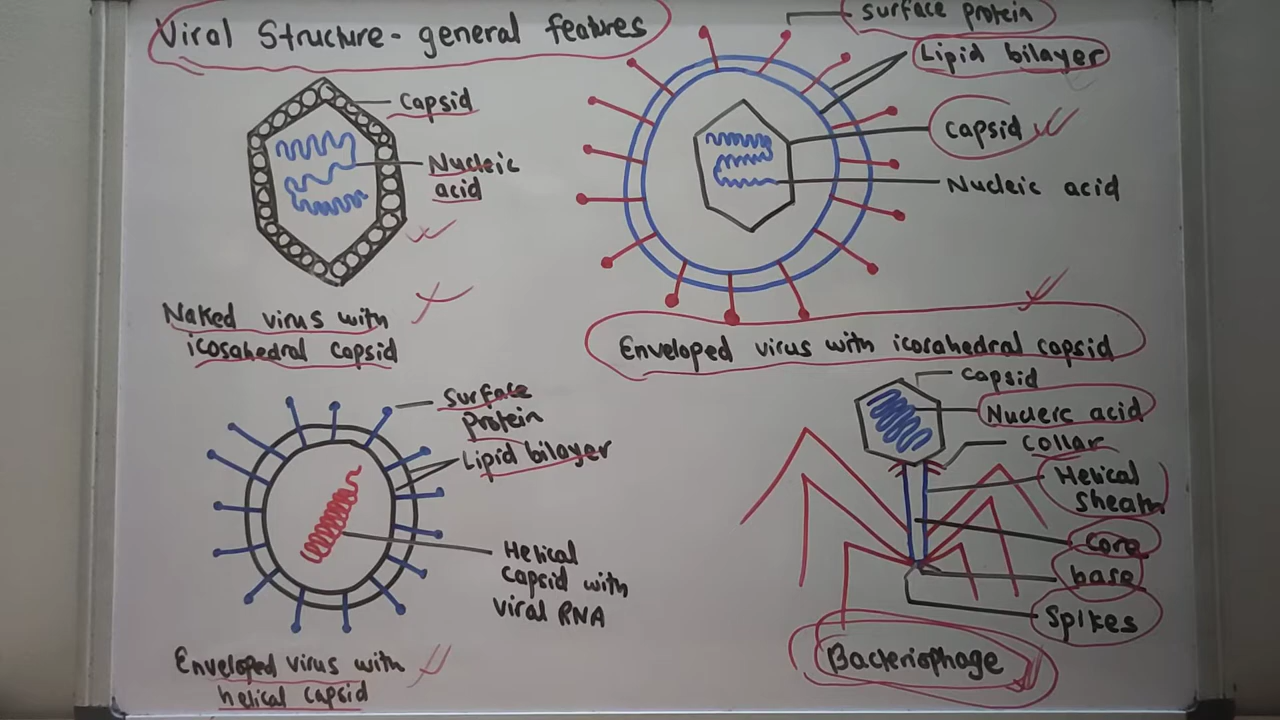 Viral Structure - general features
Capsid
Nucleic
acid
Naked virus with
icosahedral capsid
surface protein
Lipid bilayer
capsid
Nucleic acid
Enveloped virus with icosahedral capsid
Surface
protein
Lipid bilayer
Helical
capsid with
viral RNA
Enveloped virus with
helical capsid
capsid
Nucleic acid
collar
Helical
sheath
core
base
Spikes
Bacteriophage